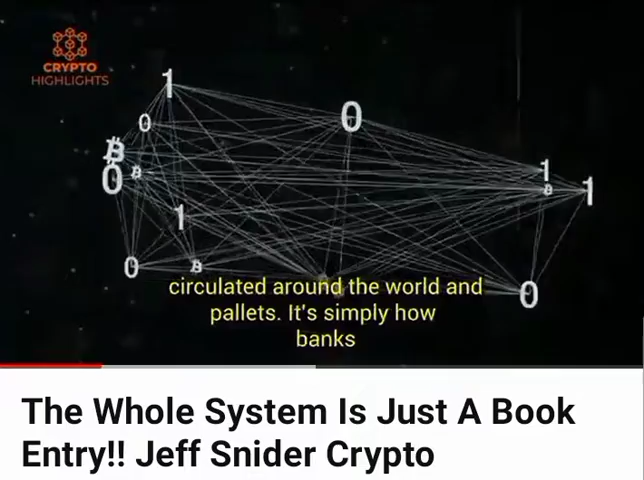 CRYPTO
HIGHLIGHTS
1
0
0
₿
0
₿
1
1
₿
1
0
₿
0
circulated around the world and
pallets. It's simply how
banks
The Whole System Is Just A Book
Entry!! Jeff Snider Crypto